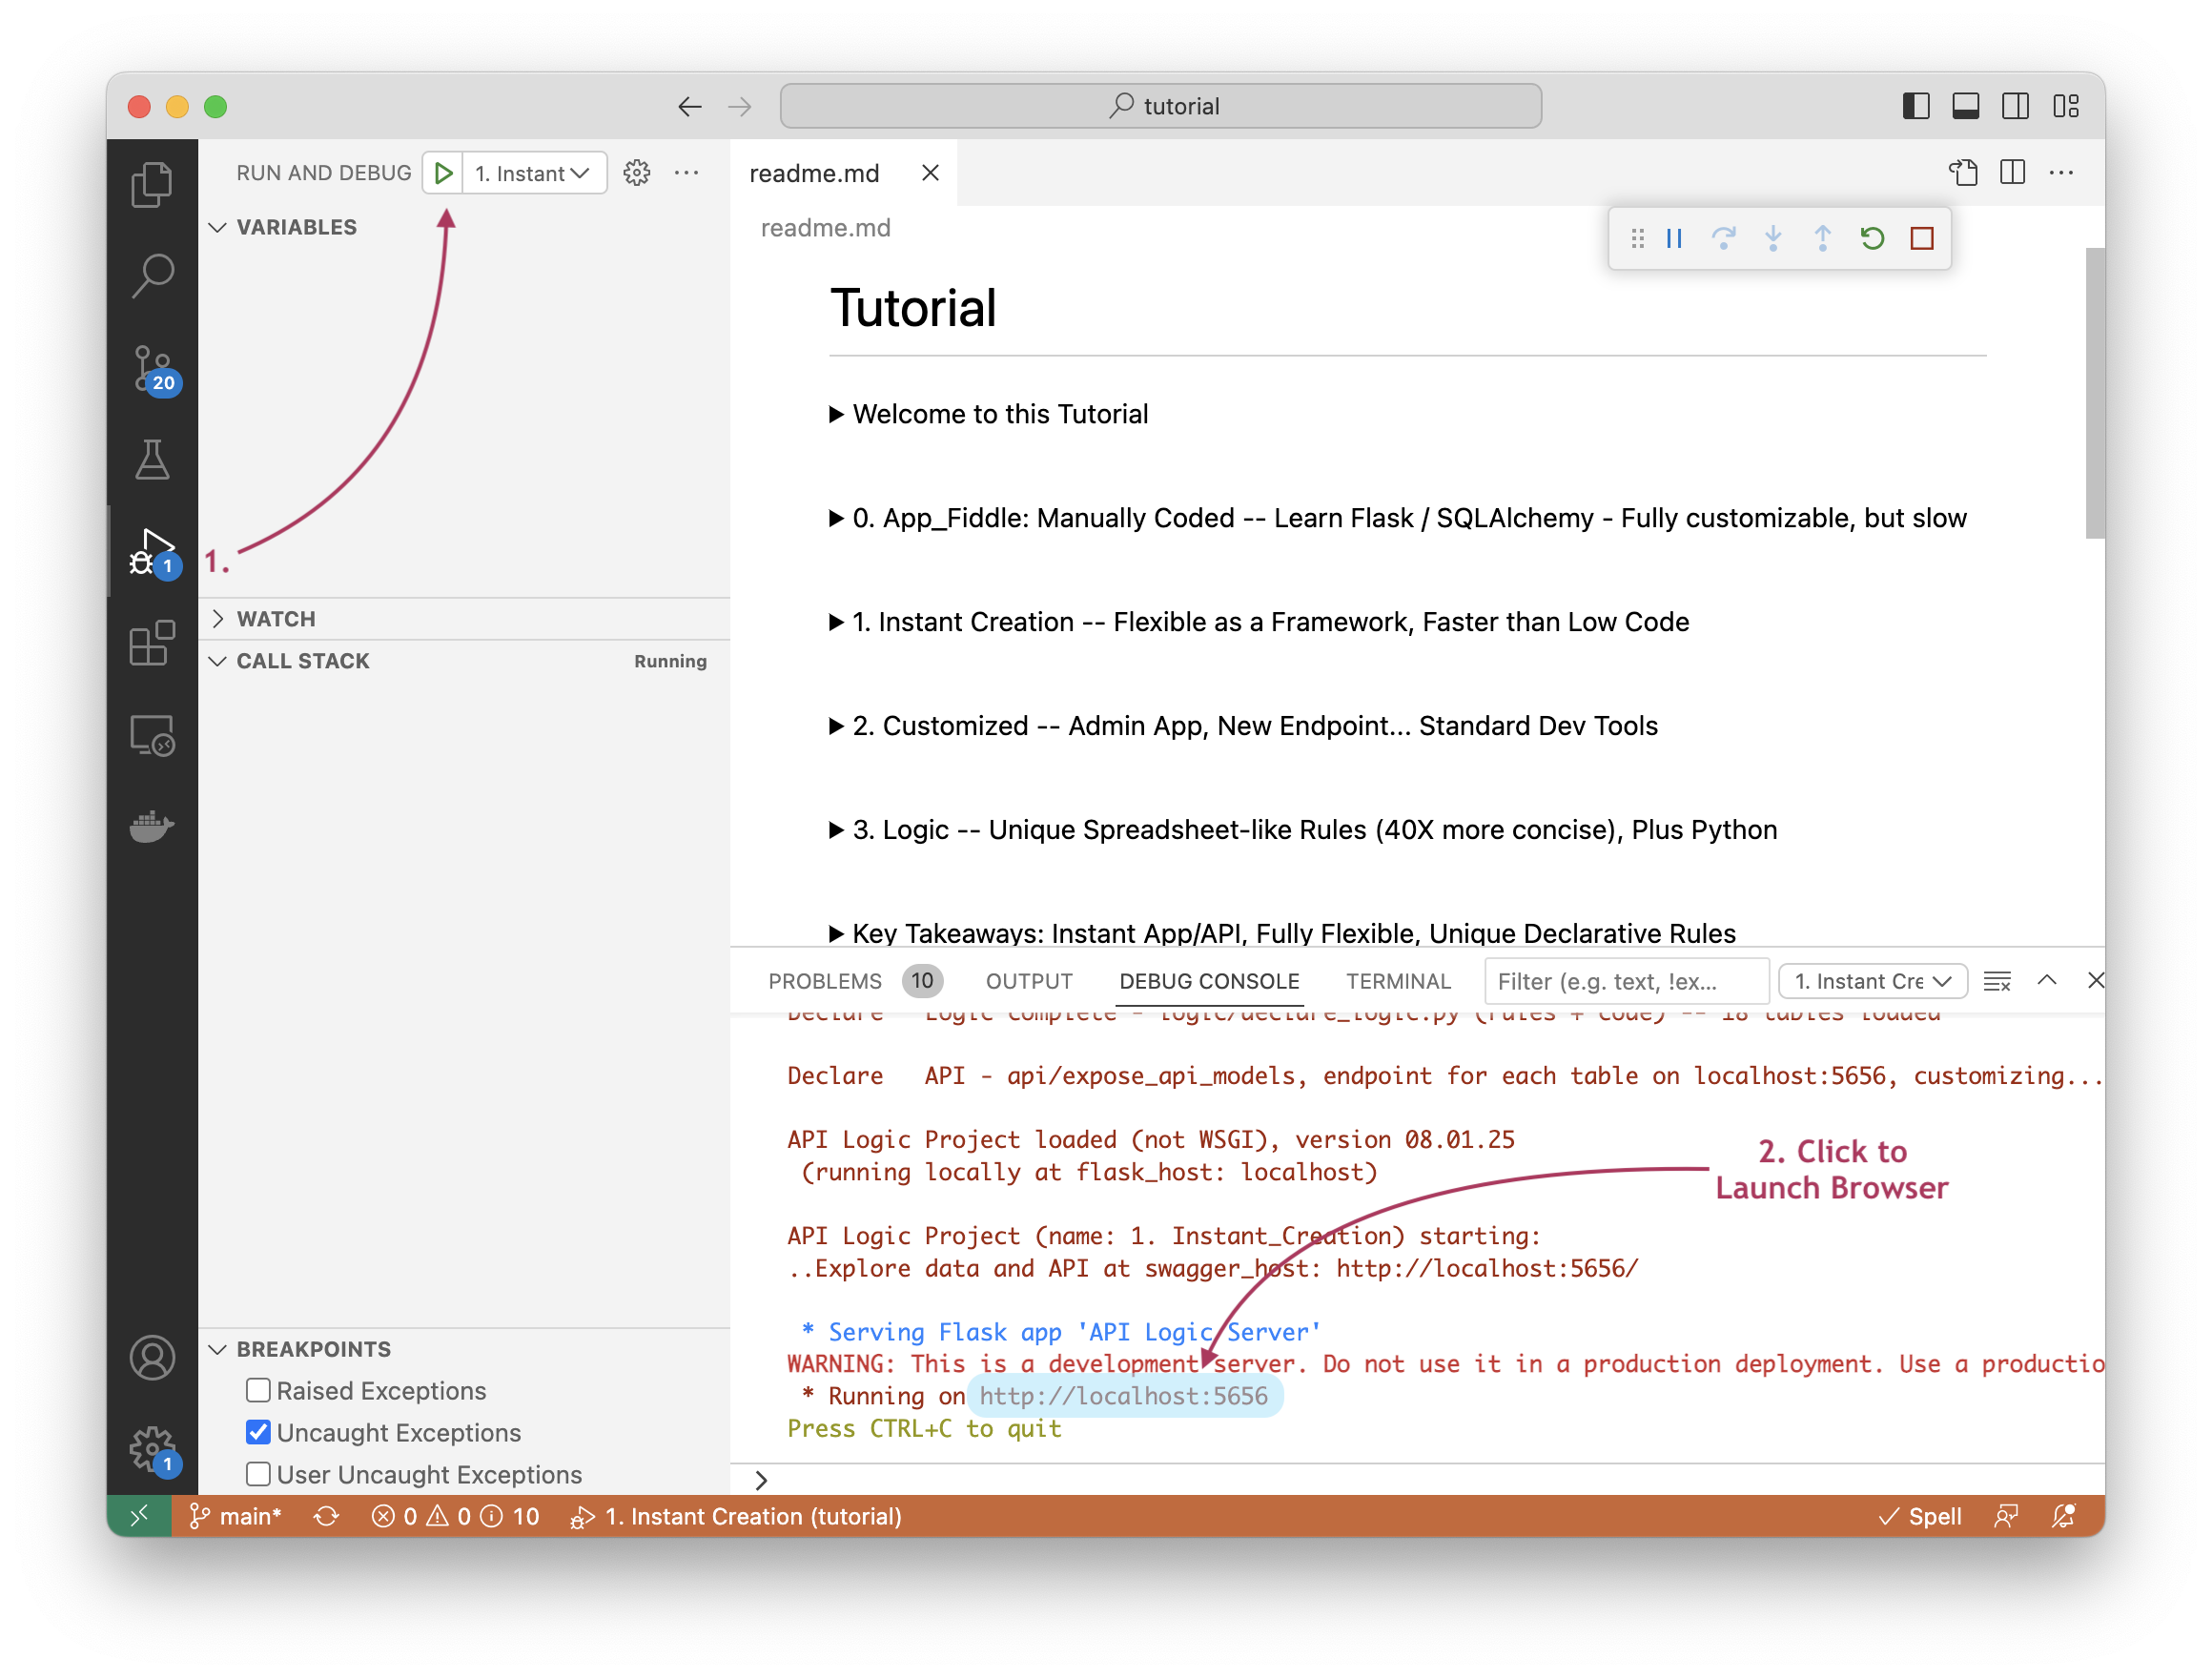 tutorial
RUN AND DEBUG
1. Instant
VARIABLES
1.
WATCH
CALL STACK
Running
BREAKPOINTS
Raised Exceptions
Uncaught Exceptions
User Uncaught Exceptions
20
1
1
readme.md
readme.md
Tutorial
Welcome to this Tutorial
0. App_Fiddle: Manually Coded -- Learn Flask / SQLAlchemy - Fully customizable, but slow
1. Instant Creation -- Flexible as a Framework, Faster than Low Code
2. Customized -- Admin App, New Endpoint... Standard Dev Tools
3. Logic -- Unique Spreadsheet-like Rules (40X more concise), Plus Python
Key Takeaways: Instant App/API, Fully Flexible, Unique Declarative Rules
PROBLEMS 10 OUTPUT DEBUG CONSOLE TERMINAL Filter (e.g. text, !ex... 1. Instant Cre
Declare Logic complete - logic/declare_logic.py (rules + code) -- 18 tables loaded
Declare API - api/expose_api_models, endpoint for each table on localhost:5656, customizing...
API Logic Project loaded (not WSGI), version 08.01.25
(running locally at flask_host: localhost)
2. Click to
Launch Browser
API Logic Project (name: 1. Instant_Creation) starting:
..Explore data and API at swagger_host: http://localhost:5656/
* Serving Flask app 'API Logic Server'
WARNING: This is a development server. Do not use it in a production deployment. Use a productio
* Running on http://localhost:5656
Press CTRL+C to quit
main* 0 0 10 1. Instant Creation (tutorial) Spell